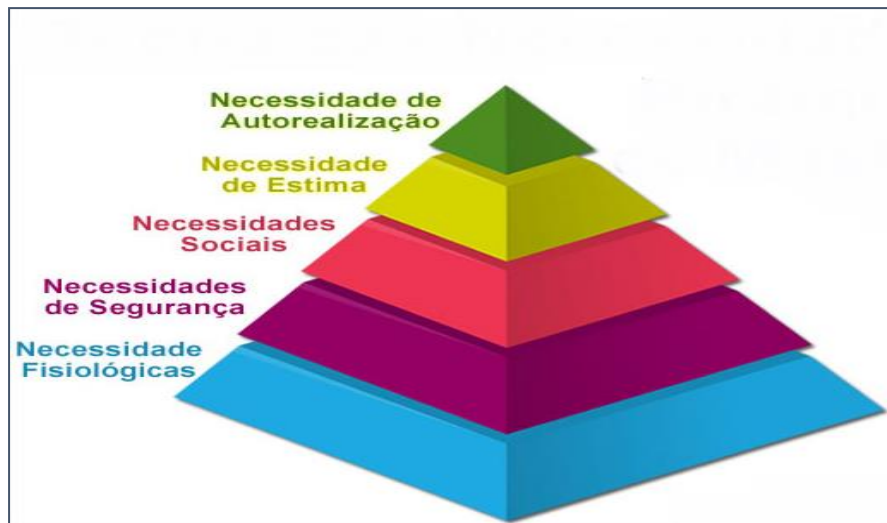 Necessidade de
Autorealização
Necessidade
de Estima
Necessidades
Sociais
Necessidades
de Segurança
Necessidade
Fisiológicas